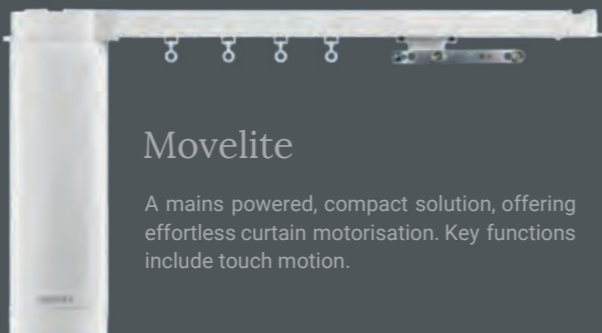 Movelite
A mains powered, compact solution, offering
effortless curtain motorisation. Key functions
include touch motion.